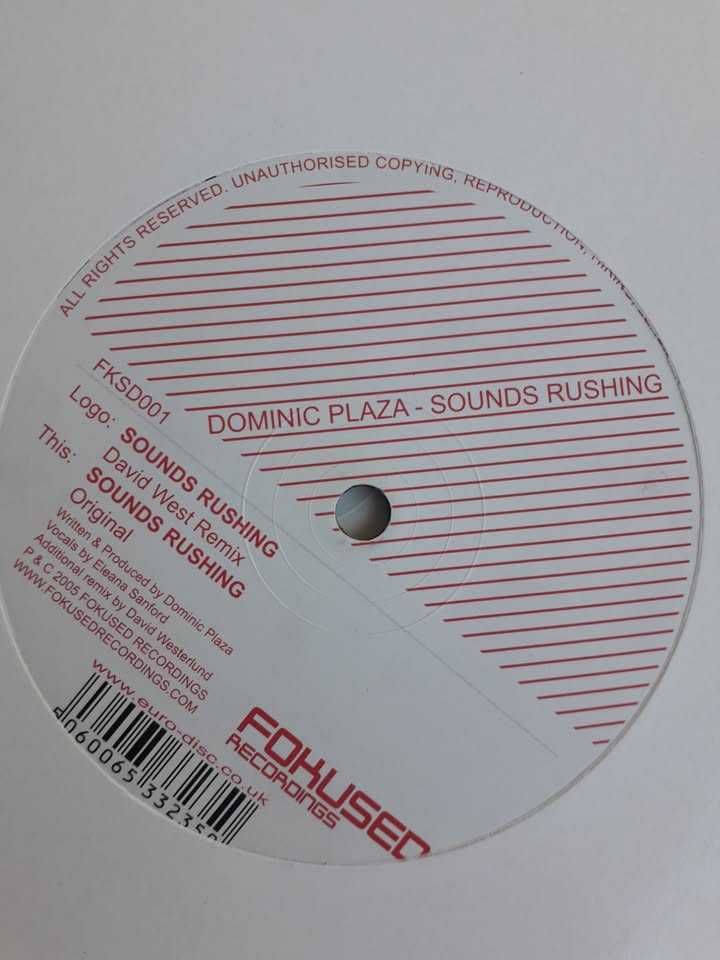 ALL RIGHTS RESERVED. UNAUTHORISED COPYING, REPRODUCTION,
DOMINIC PLAZA - SOUNDS RUSHING
FKSD001
Logo: SOUNDS RUSHING
David West Remix
This: SOUNDS RUSHING
Original
Written & Produced by Dominic Plaza
Vocals by Eleana Sanford
Additional remix by David Westerlund
P & C 2005 FOKUSED RECORDINGS
WWW.FOKUSEDRECORDINGS.COM
www.euro-disc.co.uk
5060065332350
FOKUSED
RECORDINGS